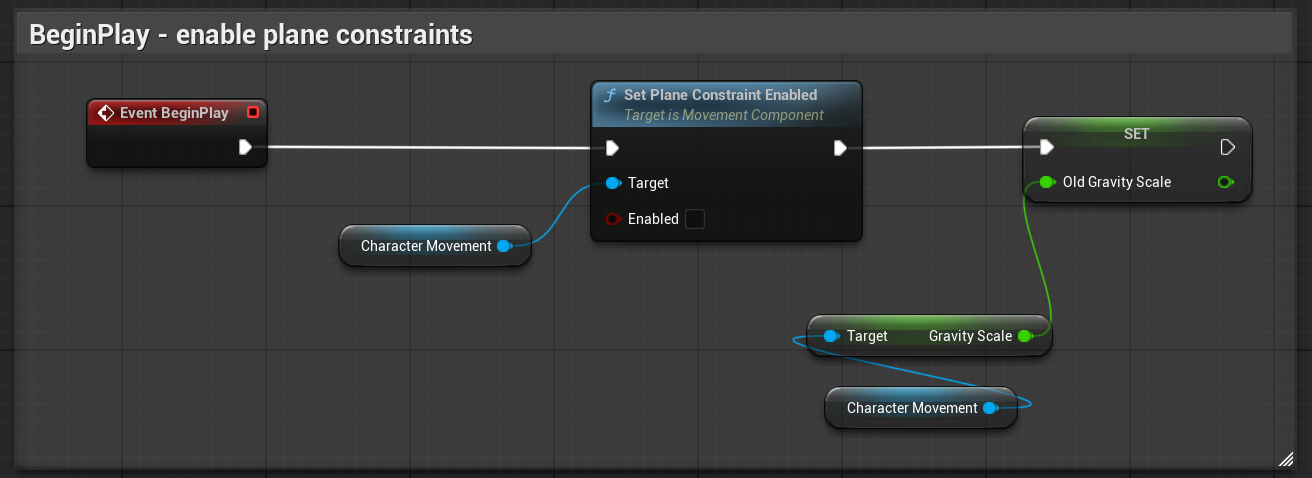 BeginPlay - enable plane constraints
Event BeginPlay
f Set Plane Constraint Enabled
Target is Movement Component
Target
Enabled
Character Movement
SET
Old Gravity Scale
Target Gravity Scale
Character Movement